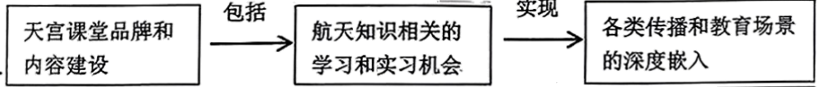 天宫课堂品牌和
内容建设
包括
航天知识相关的
学习和实习机会
实现
各类传播和教育场景
的深度嵌入